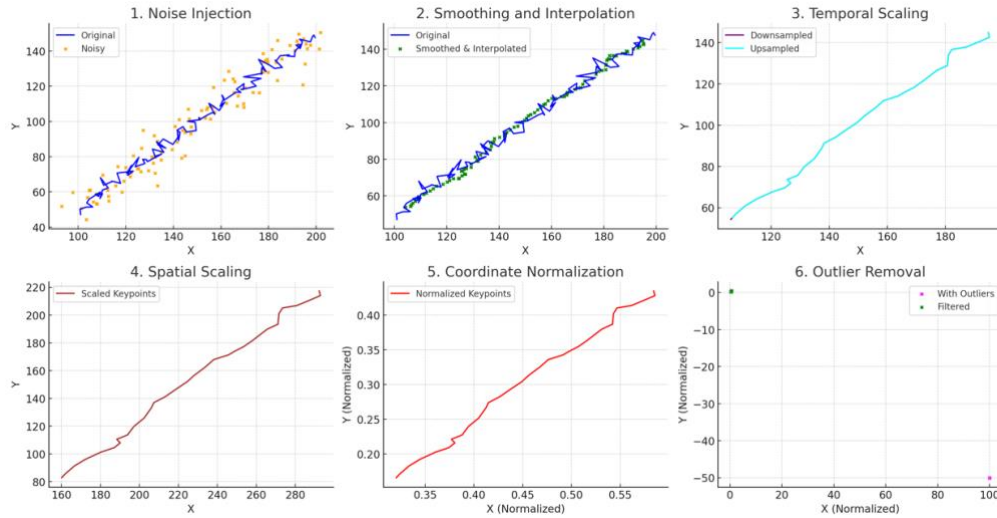 1. Noise Injection
Original
Noisy
140
120
100
80
60
40
Y
100
120
140
160
180
200
X
2. Smoothing and Interpolation
Original
Smoothed & Interpolated
140
120
100
80
60
Y
100
120
140
160
180
200
X
3. Temporal Scaling
Downsampled
Upsampled
140
120
100
80
60
Y
120
140
160
180
X
4. Spatial Scaling
Scaled Keypoints
220
200
180
160
140
120
100
80
Y
160
180
200
220
240
260
280
X
5. Coordinate Normalization
Normalized Keypoints
0.40
0.35
0.30
0.25
0.20
Y (Normalized)
0.35
0.40
0.45
0.50
0.55
X (Normalized)
6. Outlier Removal
With Outliers
Filtered
0
−10
−20
−30
−40
−50
Y (Normalized)
0
20
40
60
80
100
X (Normalized)